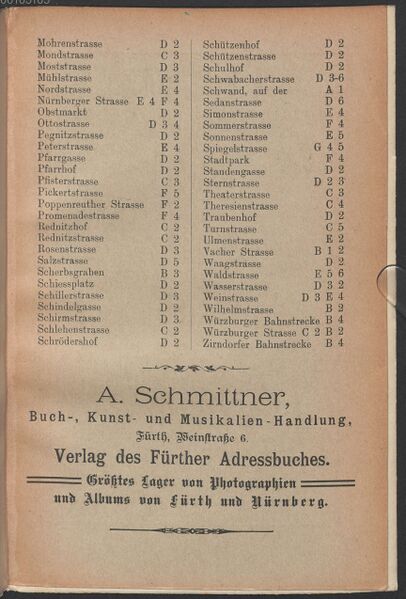 Mohrenstrasse D 2
Mondstrasse C 3
Moststrasse D 3
Mühlstrasse E 2
Nordstrasse E 4
Nürnberger Strasse E 4 F 4
Obstmarkt D 2
Ottostrasse D 3 4
Pegnitzstrasse D 2
Peterstrasse E 4
Pfarrgasse D 2
Pfarrhof D 2
Pfisterstrasse C 3
Pickertstrasse F 5
Poppenreuther Strasse F 2
Promenadestrasse F 4
Rednitzhof C 2
Rednitzstrasse C 2
Rosenstrasse D 3
Salzstrasse D 5
Scherbsgraben B 3
Schiessplatz D 2
Schillerstrasse D 3
Schindelgasse D 2
Schirmstrasse D 3
Schlehenstrasse C 2
Schrödershof D 2
Schützenhof D 2
Schützenstrasse D 2
Schulhof D 2
Schwabacherstrasse D 3-6
Schwand, auf der A 1
Sedanstrasse D 6
Simonstrasse E 4
Sommerstrasse F 4
Sonnenstrasse E 5
Spiegelstrasse G 4 5
Stadtpark F 4
Standengasse D 2
Sternstrasse D 2 3
Theaterstrasse C 3
Theresienstrasse C 4
Traubenhof D 2
Turnstrasse C 5
Ulmenstrasse E 2
Vacher Strasse B 1 2
Waagstrasse D 2
Waldstrasse E 5 6
Wasserstrasse D 3 2
Weinstrasse D 3 E 4
Wilhelmstrasse B 2
Würzburger Bahnstrecke B 4
Würzburger Strasse C 2 B 2
Zirndorfer Bahnstrecke B 4
A. Schmittner,
Buch-, Kunst- und Musikalien-Handlung,
Fürth, Weinstraße 6.
Verlag des Fürther Adressbuches.
Größtes Lager von Photographien
und Albums von Fürth und Nürnberg.